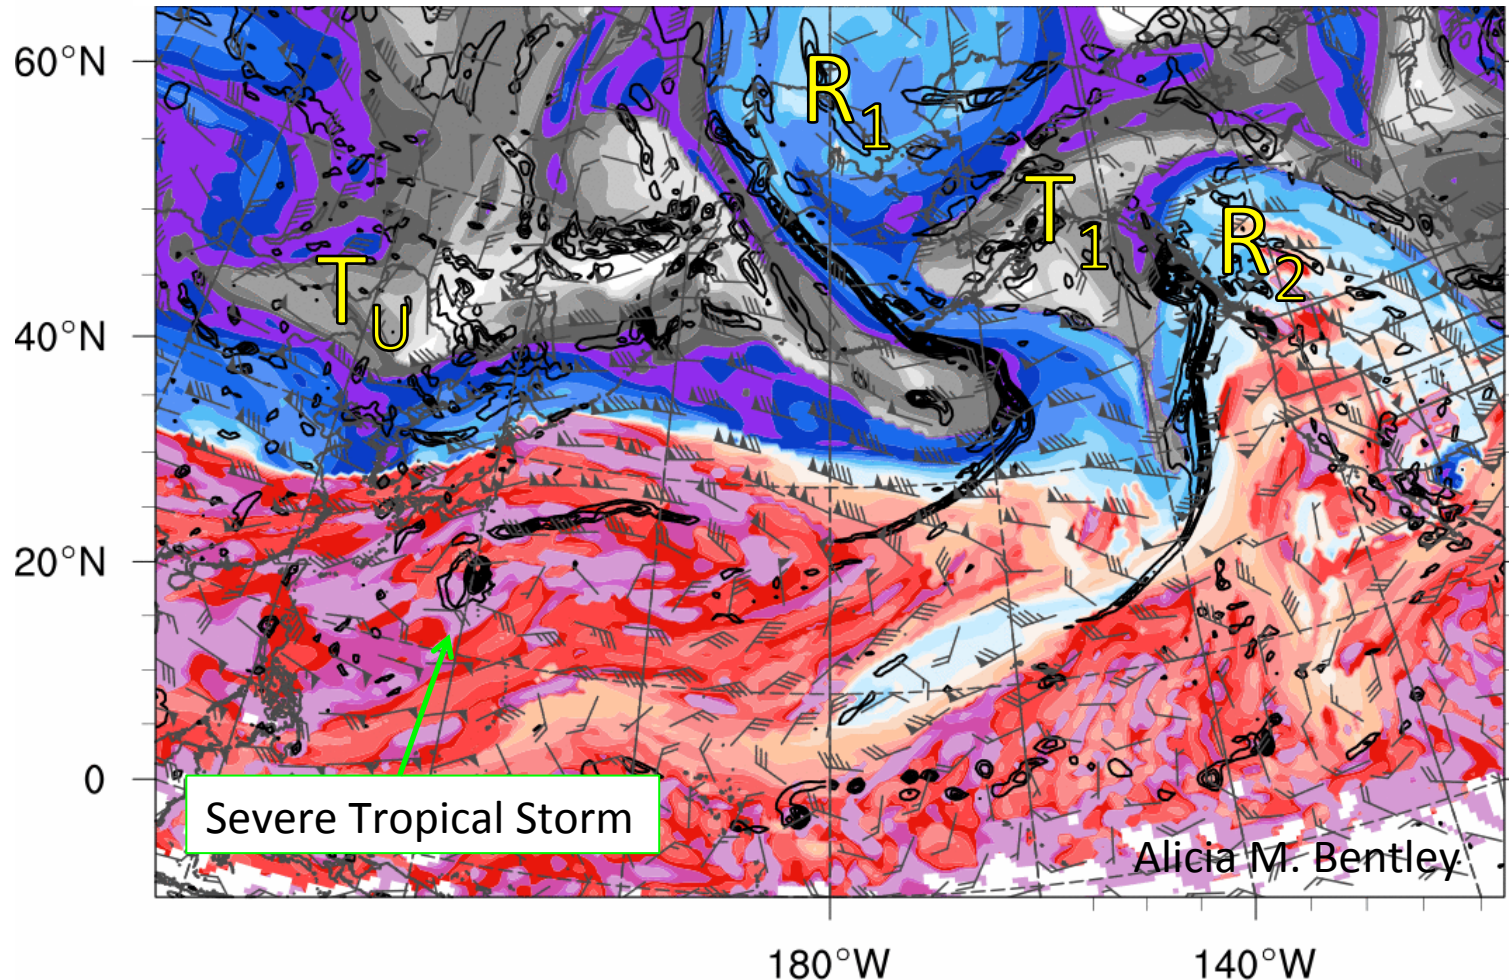 60°N
R1
T1
R2
TU
40°N
20°N
0
Severe Tropical Storm
Alicia M. Bentley
180°W
140°W